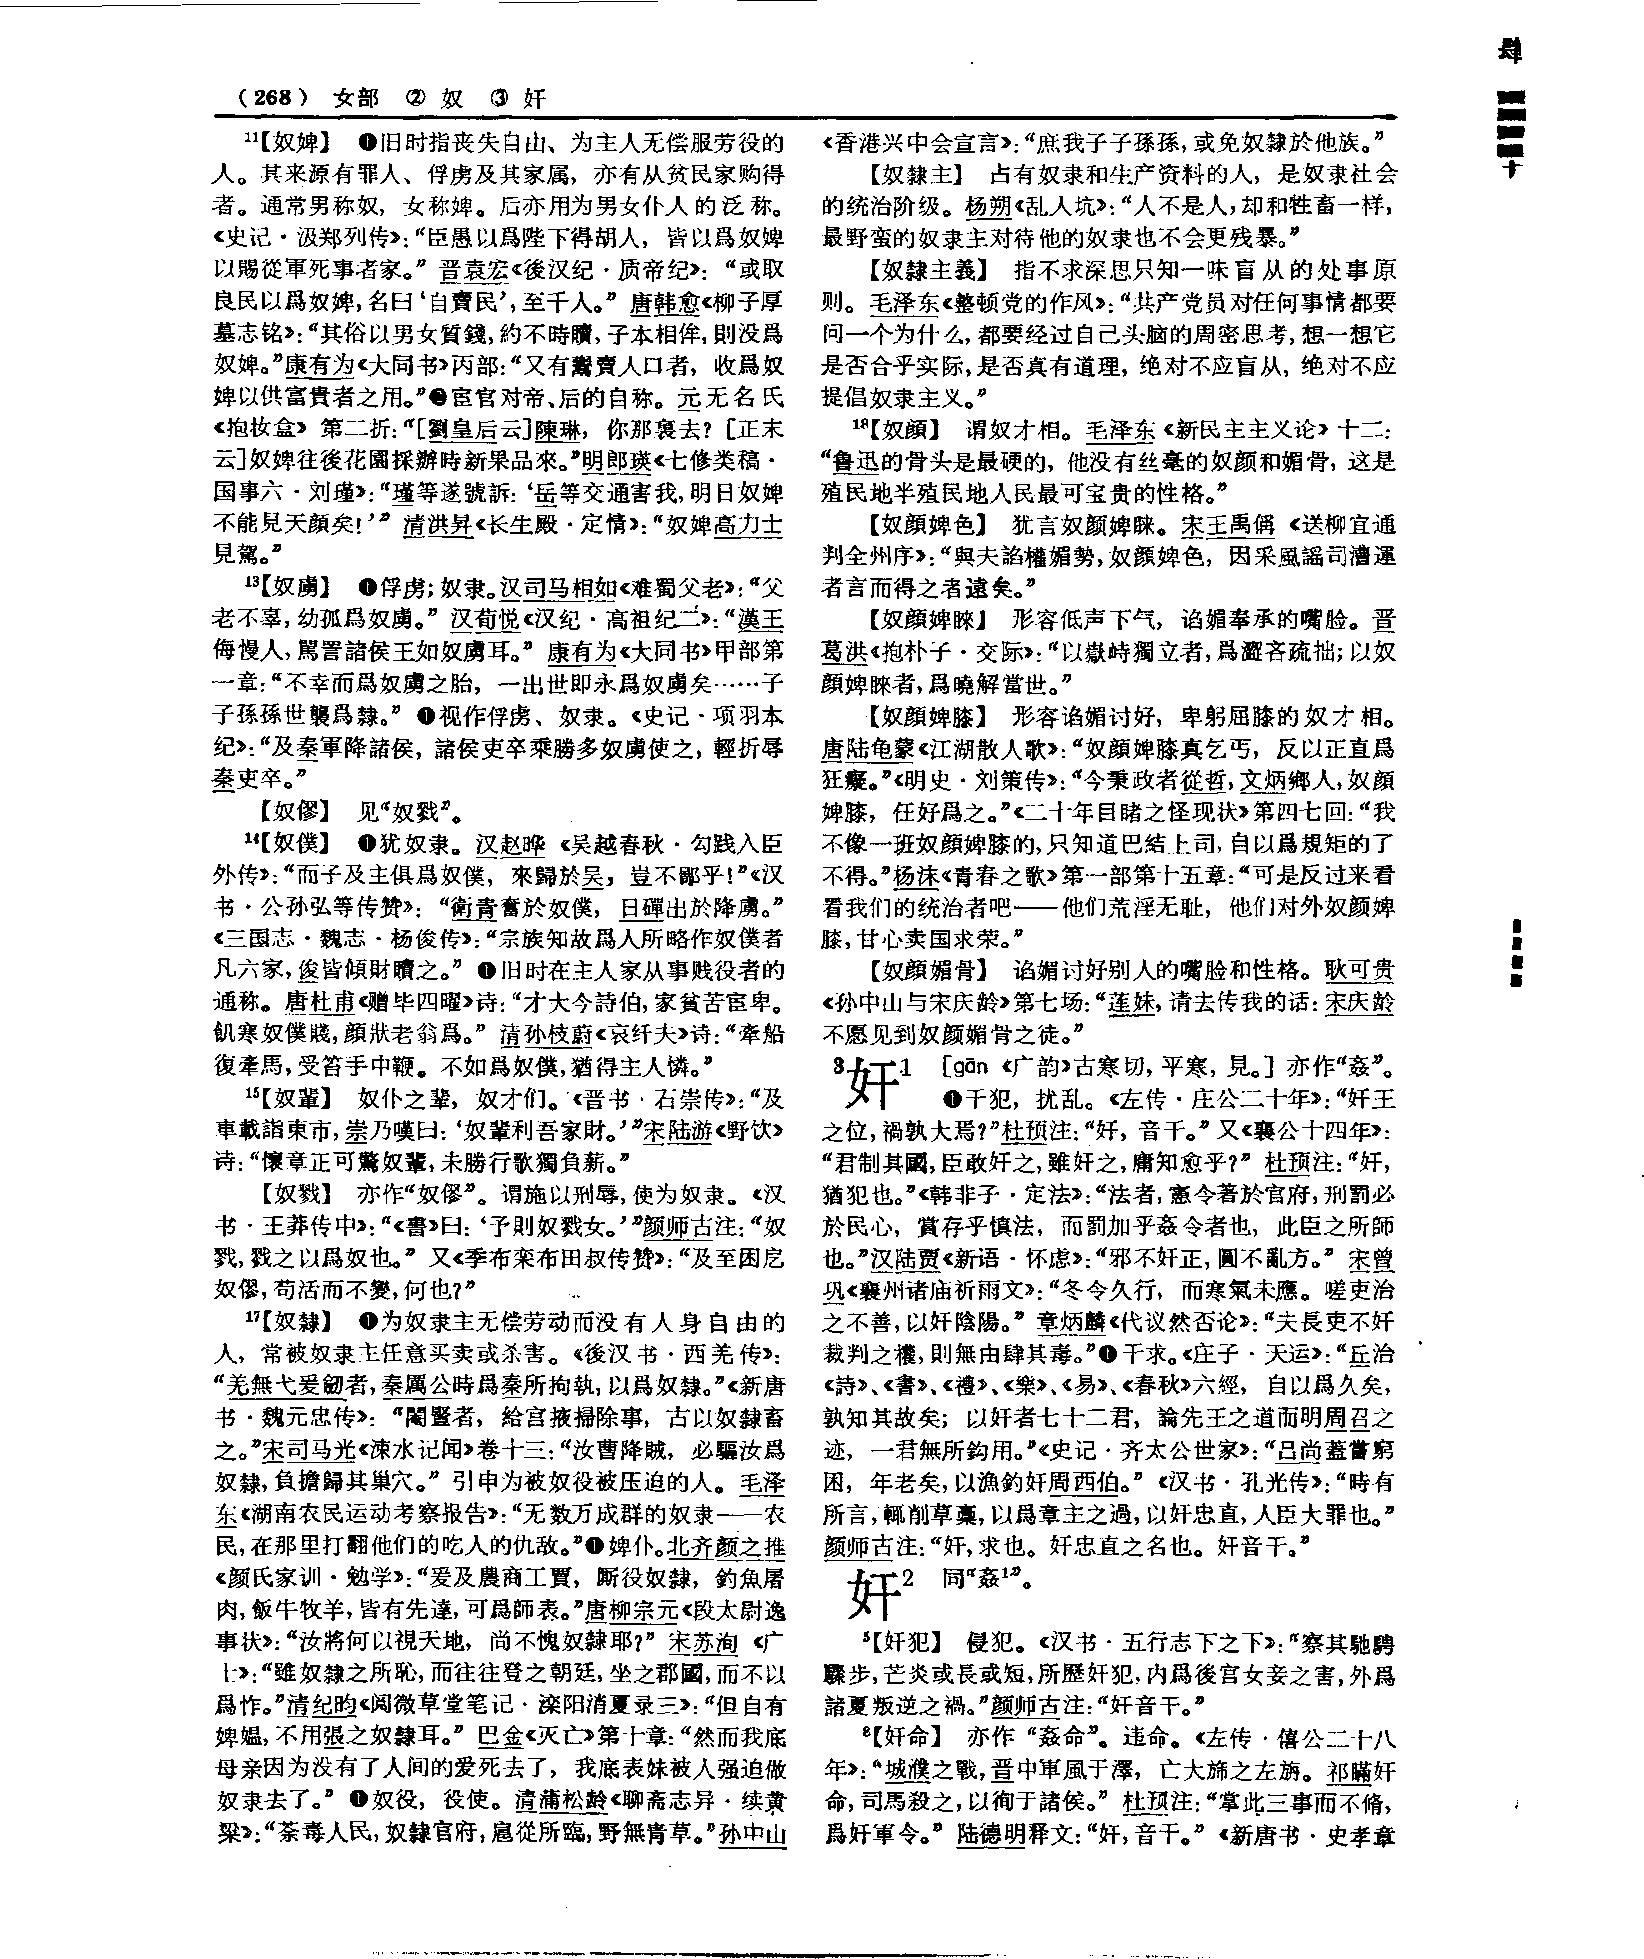 (268) 女部 ② 奴 ③ 奸
¹¹【奴婢】 ❶旧时指丧失自由、为主人无偿服劳役的
人。其来源有罪人、俘虏及其家属，亦有从贫民家购得
者。通常男称奴，女称婢。后亦用为男女仆人的泛称。
《史记·汲郑列传》：“臣愚以爲陛下得胡人，皆以爲奴婢
以賜從軍死事者家。”晋袁宏《後汉纪·质帝纪》：“或取
良民以爲奴婢，名曰‘自賣民’，至千人。”唐韩愈《柳子厚
墓志铭》：“其俗以男女質錢，約不時贖，子本相侔，則没爲
奴婢。”康有为《大同书》丙部：“又有鬻賣人口者，收爲奴
婢以供富貴者之用。”❷宦官对帝、后的自称。元无名氏
《抱妆盒》第二折：“[劉皇后云]陳琳，你那裏去？[正末
云]奴婢往後花園採辦時新果品來。”明郎瑛《七修类稿·
国事六·刘瑾》：“瑾等遂號訴：‘岳等交通害我，明日奴婢
不能見天顔矣！’”清洪昇《长生殿·定情》：“奴婢高力士
見駕。”
¹³【奴虜】 ❶俘虏；奴隶。汉司马相如《难蜀父老》：“父
老不辜，幼孤爲奴虜。”汉荀悦《汉纪·高祖纪二》：“漢王
侮慢人，駡詈諸侯王如奴虜耳。”康有为《大同书》甲部第
一章：“不幸而爲奴虜之胎，一出世即永爲奴虜矣……子
子孫孫世襲爲隸。”❶视作俘虏、奴隶。《史记·项羽本
纪》：“及秦軍降諸侯，諸侯吏卒乘勝多奴虜使之，輕折辱
秦吏卒。”
【奴僇】 见“奴戮”。
¹⁴【奴僕】 ❶犹奴隶。汉赵晔《吴越春秋·勾践入臣
外传》：“而子及主俱爲奴僕，來歸於吴，豈不鄙乎！”《汉
书·公孙弘等传赞》：“衛青奮於奴僕，日磾出於降虜。”
《三国志·魏志·杨俊传》：“宗族知故爲人所略作奴僕者
凡六家，俊皆傾財贖之。”❶旧时在主人家从事贱役者的
通称。唐杜甫《赠毕四曜》诗：“才大今詩伯，家貧苦宦卑。
飢寒奴僕賤，顔狀老翁爲。”清孙枝蔚《哀纤夫》诗：“牽船
復牽馬，受笞手中鞭。不如爲奴僕，猶得主人憐。”
¹⁵【奴輩】 奴仆之辈，奴才们。《晋书·石崇传》：“及
車載詣東市，崇乃嘆曰：‘奴輩利吾家財。’”宋陆游《野饮》
诗：“懷章正可驚奴輩，未勝行歌獨負薪。”
【奴戮】 亦作“奴僇”。谓施以刑辱，使为奴隶。《汉
书·王莽传中》：“《書》曰：‘予則奴戮女。’”颜师古注：“奴
戮，戮之以爲奴也。”又《季布栾布田叔传赞》：“及至困戹
奴僇，苟活而不變，何也？”
¹⁷【奴隸】 ❶为奴隶主无偿劳动而没有人身自由的
人，常被奴隶主任意买卖或杀害。《後汉书·西羌传》：
“羌無弋爰劒者，秦厲公時爲秦所拘執，以爲奴隸。”《新唐
书·魏元忠传》：“閹豎者，給宫掖掃除事，古以奴隸畜
之。”宋司马光《涑水记闻》卷十三：“汝曹降賊，必驅汝爲
奴隸，負擔歸其巢穴。”引申为被奴役被压迫的人。毛泽
东《湖南农民运动考察报告》：“无数万成群的奴隶——农
民，在那里打翻他们的吃人的仇敌。”❶婢仆。北齐颜之推
《颜氏家训·勉学》：“爰及農商工賈，厮役奴隸，釣魚屠
肉，飯牛牧羊，皆有先達，可爲師表。”唐柳宗元《段太尉逸
事状》：“汝將何以視天地，尚不愧奴隸耶？”宋苏洵《广
士》：“雖奴隸之所恥，而往往登之朝廷，坐之郡國，而不以
爲怍。”清纪昀《阅微草堂笔记·滦阳消夏录三》：“但自有
婢媪，不用張之奴隸耳。”巴金《灭亡》第十章：“然而我底
母亲因为没有了人间的爱死去了，我底表妹被人强迫做
奴隶去了。”❶奴役，役使。清蒲松龄《聊斋志异·续黄
粱》：“荼毒人民，奴隸官府，扈從所臨，野無青草。”孙中山
《香港兴中会宣言》：“庶我子子孫孫，或免奴隸於他族。”
【奴隸主】 占有奴隶和生产资料的人，是奴隶社会
的统治阶级。杨朔《乱人坑》：“人不是人，却和牲畜一样，
最野蛮的奴隶主对待他的奴隶也不会更残暴。”
【奴隸主義】 指不求深思只知一味盲从的处事原
则。毛泽东《整顿党的作风》：“共产党员对任何事情都要
问一个为什么，都要经过自己头脑的周密思考，想一想它
是否合乎实际，是否真有道理，绝对不应盲从，绝对不应
提倡奴隶主义。”
¹⁸【奴顔】 谓奴才相。毛泽东《新民主主义论》十二：
“鲁迅的骨头是最硬的，他没有丝毫的奴颜和媚骨，这是
殖民地半殖民地人民最可宝贵的性格。”
【奴顔婢色】 犹言奴颜婢睐。宋王禹偁《送柳宜通
判全州序》：“與夫諂權媚勢，奴顔婢色，因采風謡司漕運
者言而得之者遠矣。”
【奴顔婢睞】 形容低声下气，谄媚奉承的嘴脸。晋
葛洪《抱朴子·交际》：“以嶽峙獨立者，爲澀吝疏拙；以奴
顔婢睞者，爲曉解當世。”
【奴顔婢膝】 形容谄媚讨好，卑躬屈膝的奴才相。
唐陆龟蒙《江湖散人歌》：“奴顔婢膝真乞丐，反以正直爲
狂癡。”《明史·刘策传》：“今秉政者從哲，文炳鄉人，奴顔
婢膝，任好爲之。”《二十年目睹之怪现状》第四七回：“我
不像一班奴顔婢膝的，只知道巴結上司，自以爲規矩的了
不得。”杨沫《青春之歌》第一部第十五章：“可是反过来看
看我们的统治者吧——他们荒淫无耻，他们对外奴颜婢
膝，甘心卖国求荣。”
【奴顔媚骨】 谄媚讨好别人的嘴脸和性格。耿可贵
《孙中山与宋庆龄》第七场：“莲妹，请去传我的话：宋庆龄
不愿见到奴颜媚骨之徒。”
³奸¹ [gān 《广韵》古寒切，平寒，見。]亦作“姦”。
❶干犯，扰乱。《左传·庄公二十年》：“奸王
之位，禍孰大焉？”杜预注：“奸，音干。”又《襄公十四年》：
“君制其國，臣敢奸之，雖奸之，庸知愈乎？”杜预注：“奸，
猶犯也。”《韩非子·定法》：“法者，憲令著於官府，刑罰必
於民心，賞存乎慎法，而罰加乎姦令者也，此臣之所師
也。”汉陆贾《新语·怀虑》：“邪不奸正，圓不亂方。”宋曾
巩《襄州诸庙祈雨文》：“冬令久行，而寒氣未應。嗟吏治
之不善，以奸陰陽。”章炳麟《代议然否论》：“夫長吏不奸
裁判之權，則無由肆其毒。”❶干求。《庄子·天运》：“丘治
《詩》、《書》、《禮》、《樂》、《易》、《春秋》六經，自以爲久矣，
孰知其故矣；以奸者七十二君，論先王之道而明周召之
迹，一君無所鈎用。”《史记·齐太公世家》：“吕尚蓋嘗窮
困，年老矣，以漁釣奸周西伯。”《汉书·孔光传》：“時有
所言，輒削草藁，以爲章主之過，以奸忠直，人臣大罪也。”
颜师古注：“奸，求也。奸忠直之名也。奸音干。”
奸² 同“姦¹”。
⁵【奸犯】 侵犯。《汉书·五行志下之下》：“察其馳騁
驟步，芒炎或長或短，所歷奸犯，内爲後宫女妾之害，外爲
諸夏叛逆之禍。”颜师古注：“奸音干。”
⁸【奸命】 亦作“姦命”。违命。《左传·僖公二十八
年》：“城濮之戰，晋中軍風于澤，亡大旆之左旃。祁瞞奸
命，司馬殺之，以徇于諸侯。”杜预注：“掌此三事而不脩，
爲奸軍令。”陆德明释文：“奸，音干。”《新唐书·史孝章